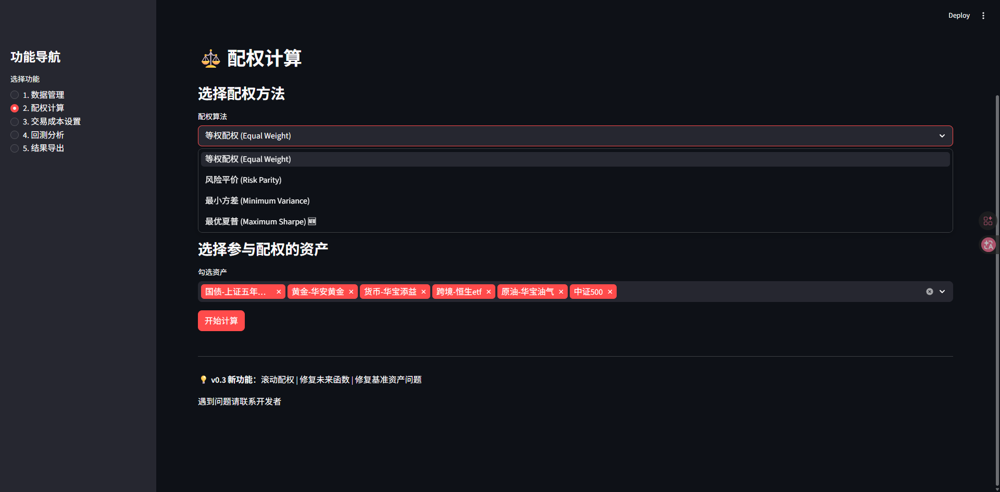 Deploy
功能导航
选择功能
1. 数据管理
2. 配权计算
3. 交易成本设置
4. 回测分析
5. 结果导出
配权计算
选择配权方法
配权算法
等权配权 (Equal Weight)
等权配权 (Equal Weight)
风险平价 (Risk Parity)
最小方差 (Minimum Variance)
最优夏普 (Maximum Sharpe) 🆕
选择参与配权的资产
勾选资产
国债-上证五年... 黄金-华安黄金 货币-华宝添益 跨境-恒生etf 原油-华宝油气 中证500
开始计算
💡 v0.3 新功能：滚动配权 | 修复未来函数 | 修复基准资产问题
遇到问题请联系开发者